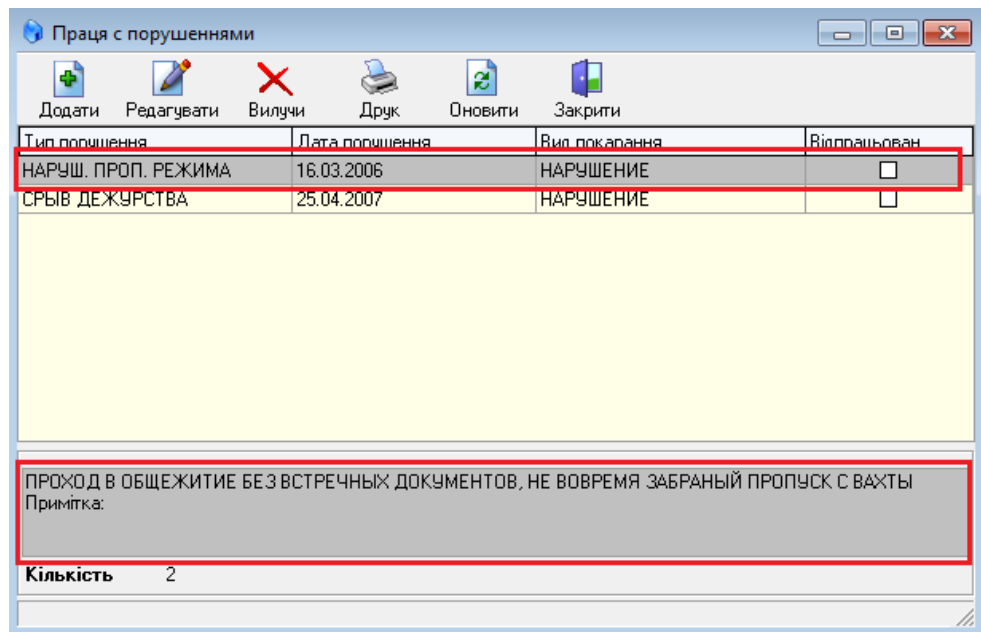 Праця с порушеннями
Додати Редагувати Вилучи Друк Оновити Закрити
Тип порушення Дата порушення Вид покарання Відпрацьован
НАРУШ. ПРОП. РЕЖИМА 16.03.2006 НАРУШЕНИЕ
СРЫВ ДЕЖУРСТВА 25.04.2007 НАРУШЕНИЕ
ПРОХОД В ОБЩЕЖИТИЕ БЕЗ ВСТРЕЧНЫХ ДОКУМЕНТОВ, НЕ ВОВРЕМЯ ЗАБРАНЫЙ ПРОПУСК С ВАХТЫ
Примітка:
Кількість 2